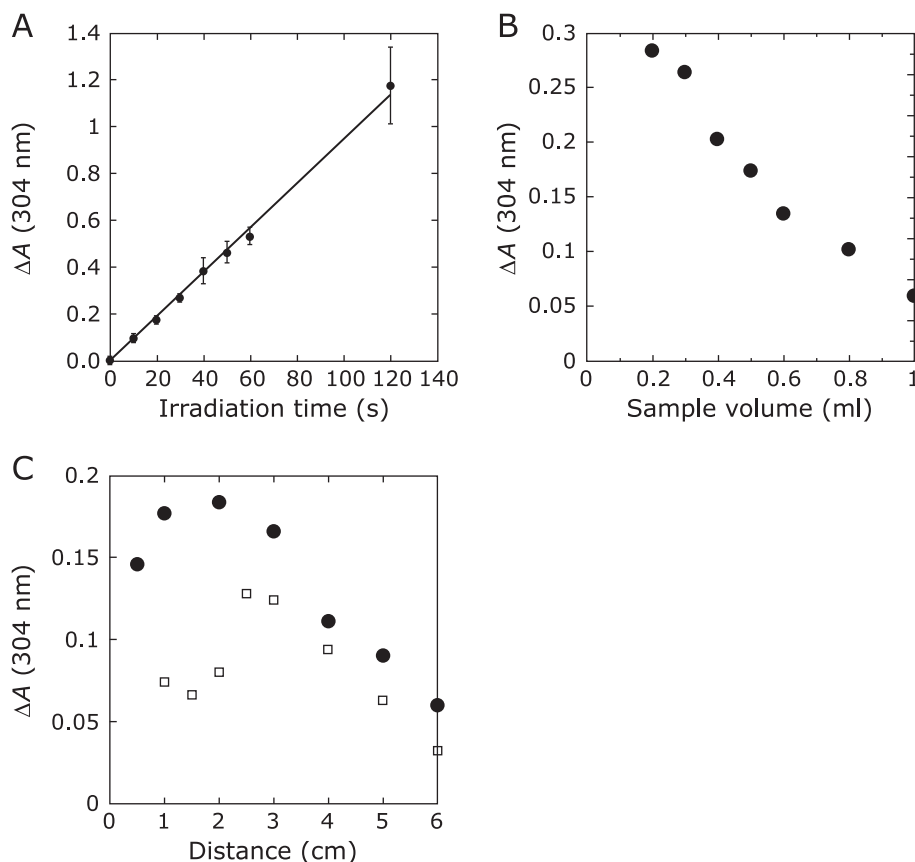 A
ΔA (304 nm)
1.4
1.2
1
0.8
0.6
0.4
0.2
0.0
0 20 40 60 80 100 120 140
Irradiation time (s)
B
ΔA (304 nm)
0.3
0.25
0.2
0.15
0.1
0.05
0
0 0.2 0.4 0.6 0.8 1
Sample volume (ml)
C
ΔA (304 nm)
0.2
0.15
0.1
0.05
0
0 1 2 3 4 5 6
Distance (cm)